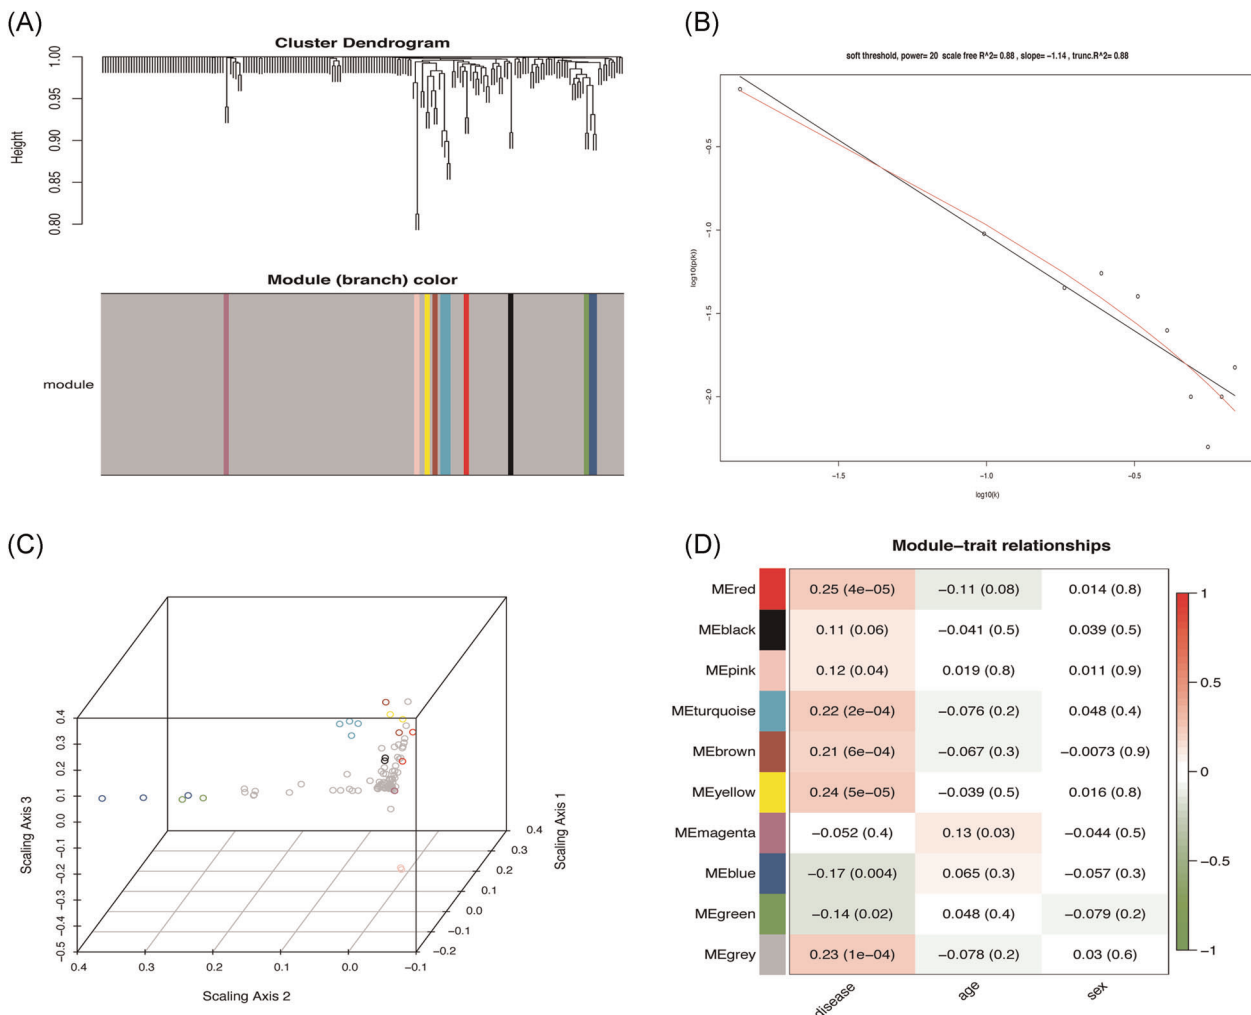 (A)
Cluster Dendrogram
Height
1.00
0.95
0.90
0.85
0.80
Module (branch) color
module
(B)
soft threshold, power= 20 scale free R^2= 0.88 , slope= −1.14 , trunc.R^2= 0.88
log10(p(k))
−0.5
−1.0
−1.5
−2.0
−1.5 −1.0 −0.5
log10(k)
(C)
Scaling Axis 3
0.4
0.3
0.2
0.1
0.0
−0.1
−0.2
−0.3
−0.4
−0.5
0.4 0.3 0.2 0.1 0.0 −0.1
Scaling Axis 2
Scaling Axis 1
0.4
0.3
0.2
0.1
0.0
−0.1
−0.2
(D)
Module−trait relationships
MEred 0.25 (4e−05) −0.11 (0.08) 0.014 (0.8)
MEblack 0.11 (0.06) −0.041 (0.5) 0.039 (0.5)
MEpink 0.12 (0.04) 0.019 (0.8) 0.011 (0.9)
MEturquoise 0.22 (2e−04) −0.076 (0.2) 0.048 (0.4)
MEbrown 0.21 (6e−04) −0.067 (0.3) −0.0073 (0.9)
MEyellow 0.24 (5e−05) −0.039 (0.5) 0.016 (0.8)
MEmagenta −0.052 (0.4) 0.13 (0.03) −0.044 (0.5)
MEblue −0.17 (0.004) 0.065 (0.3) −0.057 (0.3)
MEgreen −0.14 (0.02) 0.048 (0.4) −0.079 (0.2)
MEgrey 0.23 (1e−04) −0.078 (0.2) 0.03 (0.6)
disease age sex
1
0.5
0
−0.5
−1